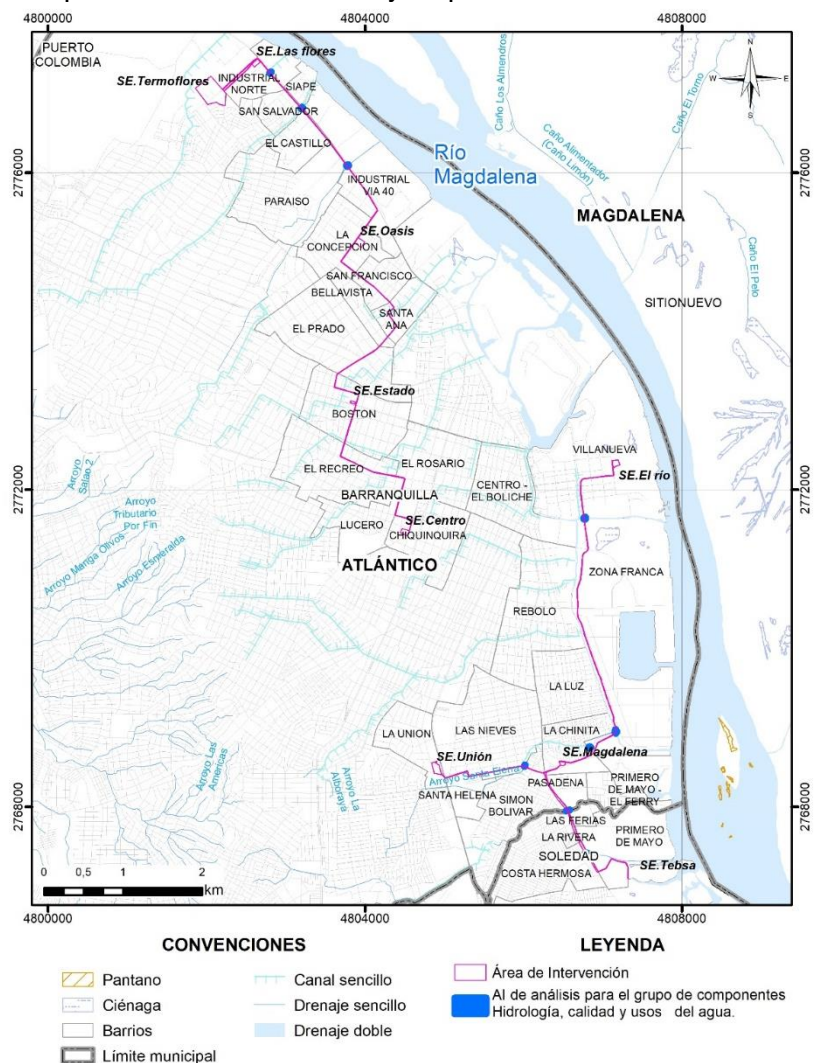 4800000
4804000
4808000
PUERTO
COLOMBIA
SE.Las flores
SE.Termoflores
INDUSTRIAL
NORTE
SIAPE
SAN SALVADOR
EL CASTILLO
Caño Los Almendros
Caño El Torno
Caño Alimentador
(Caño Limón)
N
W
E
S
2776000
2776000
Río
Magdalena
INDUSTRIAL
VIA 40
PARAISO
MAGDALENA
SE.Oasis
LA
CONCEPCION
Caño El Pelo
SAN FRANCISCO
BELLAVISTA
SITIONUEVO
EL PRADO
SANTA
ANA
SE.Estado
BOSTON
VILLANUEVA
SE.El río
EL RECREO
EL ROSARIO
CENTRO -
EL BOLICHE
2772000
2772000
Arroyo
Salao 2
BARRANQUILLA
Arroyo
Tributario
Por Fin
LUCERO
SE.Centro
CHIQUINQUIRA
Arroyo Manga Olivos
Arroyo Esmeralda
ATLÁNTICO
ZONA FRANCA
REBOLO
LA LUZ
LA UNION
LAS NIEVES
LA CHINITA
SE.Unión
SE.Magdalena
Arroyo Las
Americas
Arroyo La
Alboraya
Arroyo Santa Elena
PASADENA
PRIMERO
DE MAYO -
EL FERRY
SANTA HELENA
SIMON
BOLIVAR
2768000
2768000
LAS FERIAS
LA RIVERA
PRIMERO
DE MAYO
SOLEDAD
SE.Tebsa
COSTA HERMOSA
0 0,5 1 2
km
4800000
4804000
4808000
CONVENCIONES
LEYENDA
Pantano
Ciénaga
Barrios
Límite municipal
Canal sencillo
Drenaje sencillo
Drenaje doble
Área de Intervención
AI de análisis para el grupo de componentes
Hidrología, calidad y usos del agua.